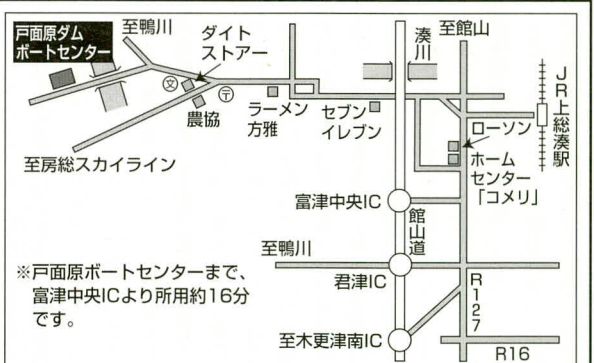 戸面原ダム
ボートセンター
至鴨川
ダイト
ストアー
文
〒
農協
ラーメン
方雅
セブン
イレブン
湊川
至館山
JR上総湊駅
ローソン
ホーム
センター
「コメリ」
至房総スカイライン
富津中央IC
館山道
至鴨川
君津IC
R127
※戸面原ボートセンターまで、
富津中央ICより所用約16分
です。
至木更津南IC
R16